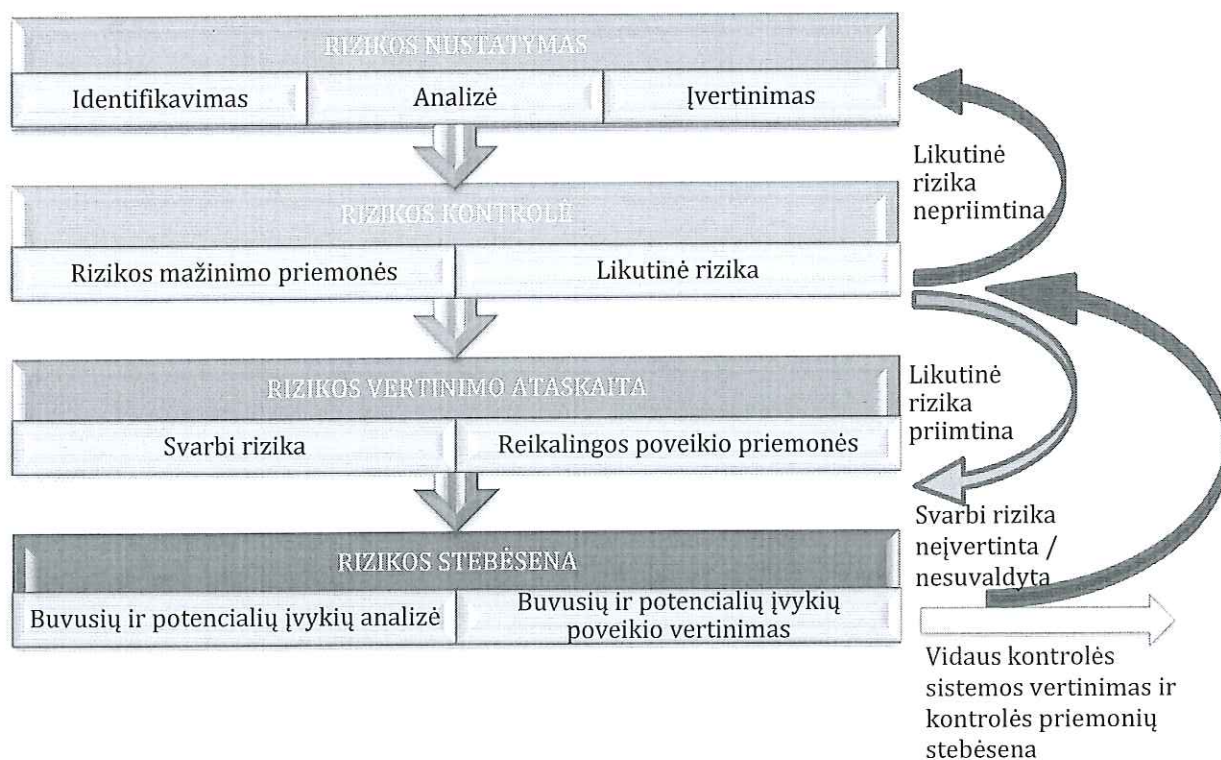 RIZIKOS NUSTATYMAS
Identifikavimas
Analizė
Įvertinimas
Likutinė
rizika
nepriimtina
RIZIKOS KONTROLĖ
Rizikos mažinimo priemonės
Likutinė rizika
RIZIKOS VERTINIMO ATASKAITA
Svarbi rizika
Reikalingos poveikio priemonės
Likutinė
rizika
priimtina
RIZIKOS STEBĖSENA
Buvusių ir potencialių įvykių analizė
Buvusių ir potencialių įvykių
poveikio vertinimas
Svarbi rizika
neįvertinta /
nesuvaldyta
Vidaus kontrolės
sistemos vertinimas ir
kontrolės priemonių
stebėsena